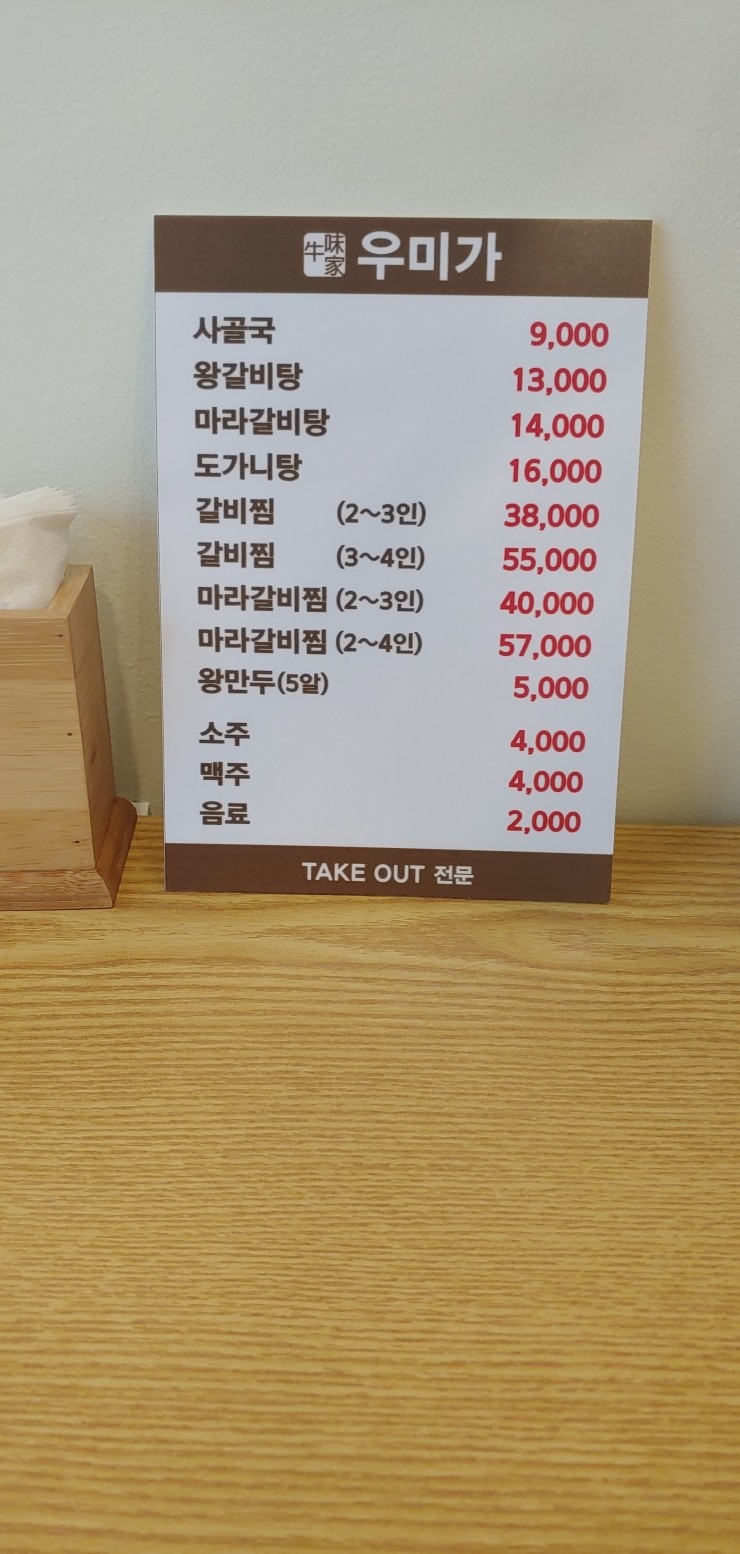 牛味家 우미가
사골국 9,000
왕갈비탕 13,000
마라갈비탕 14,000
도가니탕 16,000
갈비찜 (2~3인) 38,000
갈비찜 (3~4인) 55,000
마라갈비찜 (2~3인) 40,000
마라갈비찜 (2~4인) 57,000
왕만두(5알) 5,000
소주 4,000
맥주 4,000
음료 2,000
TAKE OUT 전문